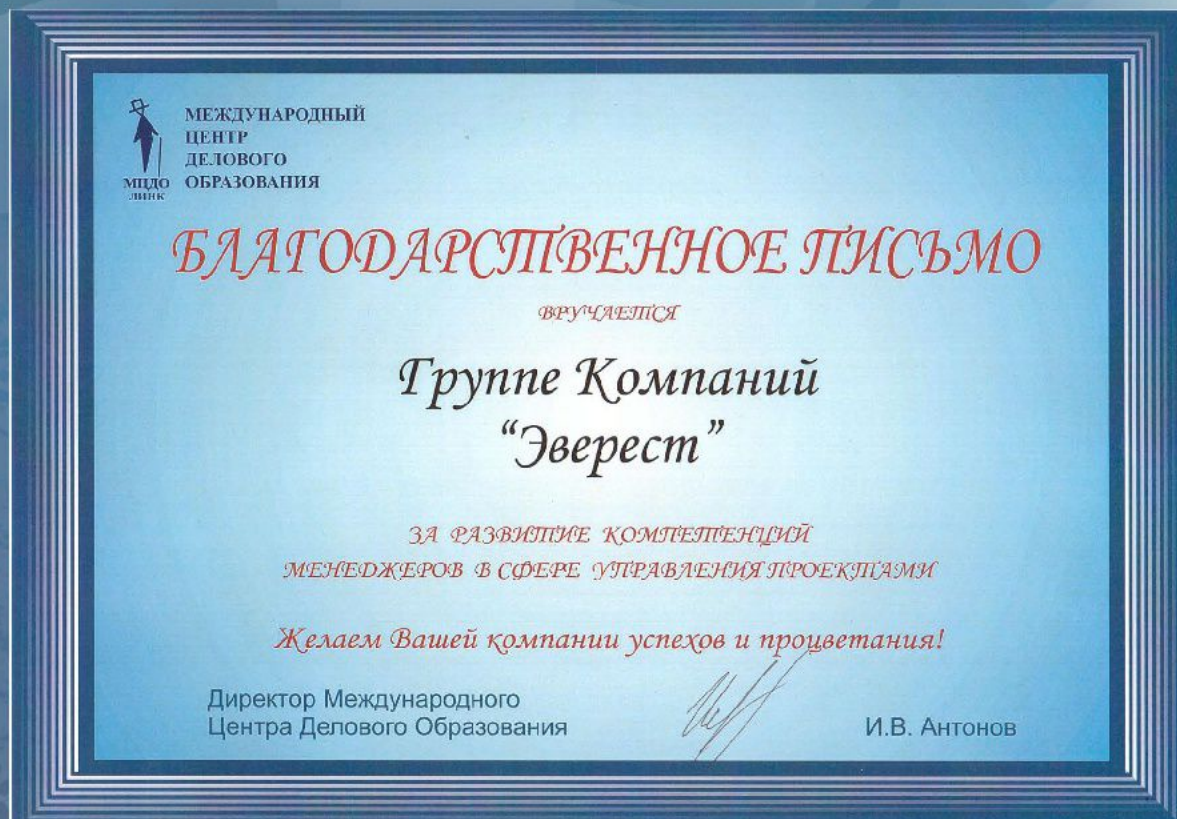 МЕЖДУНАРОДНЫЙ
ЦЕНТР
ДЕЛОВОГО
ОБРАЗОВАНИЯ
МЦДО
ЛИНК
БЛАГОДАРСТВЕННОЕ ПИСЬМО
ВРУЧАЕТСЯ
Группе Компаний
“Эверест”
ЗА РАЗВИТИЕ КОМПЕТЕНЦИЙ
МЕНЕДЖЕРОВ В СФЕРЕ УПРАВЛЕНИЯ ПРОЕКТАМИ
Желаем Вашей компании успехов и процветания!
Директор Международного
Центра Делового Образования
И.В. Антонов